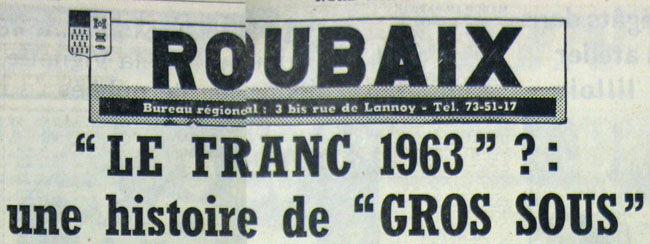 ROUBAIX
Bureau régional : 3 bis rue de Lannoy - Tél. 73-51-17
“LE FRANC 1963” ? :
une histoire de “GROS SOUS”